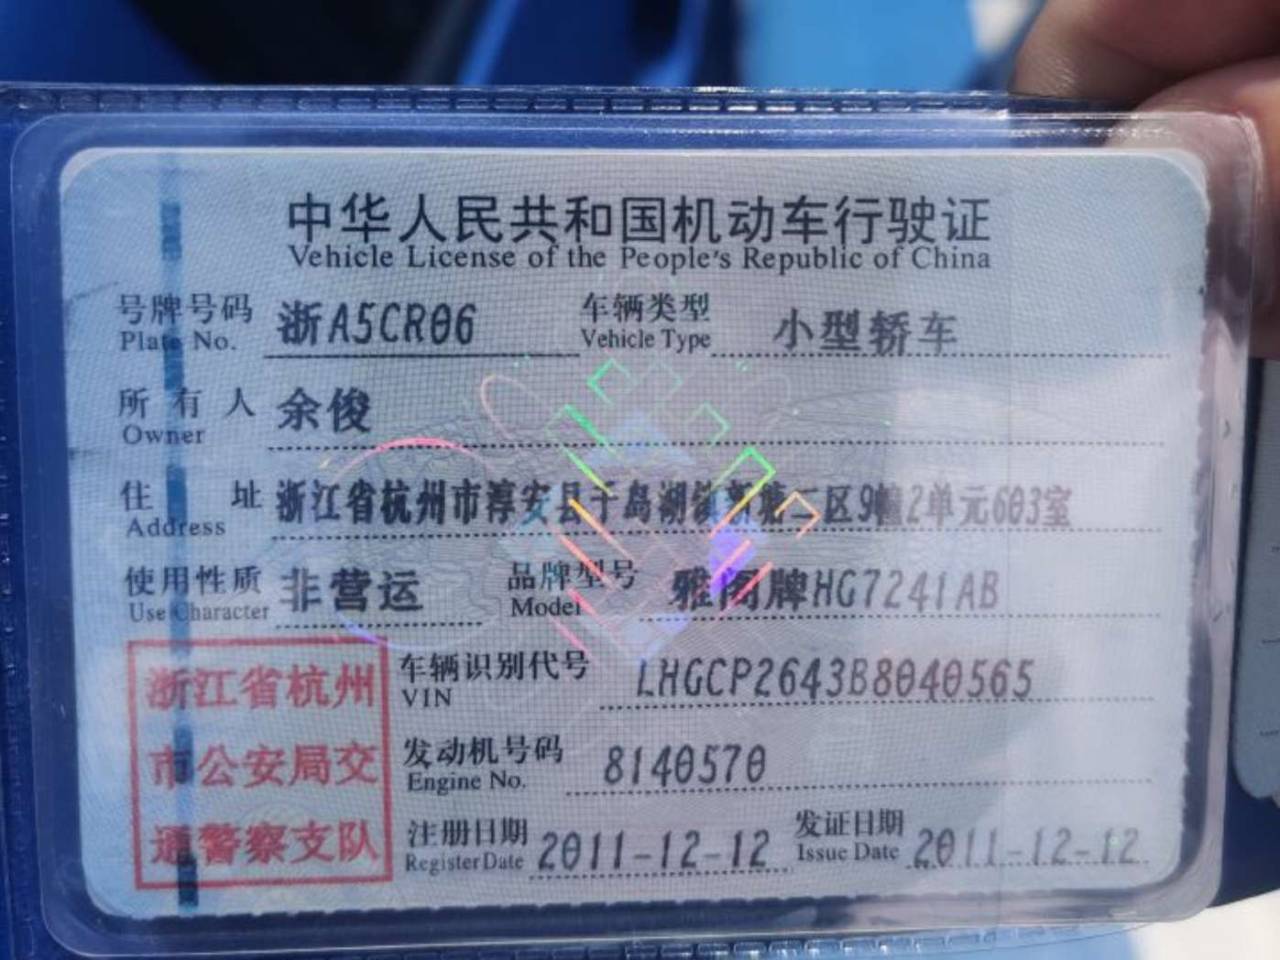 中华人民共和国机动车行驶证
Vehicle License of the People's Republic of China
号牌号码 浙A5CR06 车辆类型 小型轿车
Plate No. Vehicle Type
所有人 余俊
Owner
住址 浙江省杭州市淳安县千岛湖镇新塘二区9幢2单元603室
Address
使用性质 非营运 品牌型号 雅阁牌HG7241AB
Use Character Model
浙江省杭州
市公安局交
通警察支队
车辆识别代号 LHGCP2643B8040565
VIN
发动机号码 8140570
Engine No.
注册日期 2011-12-12 发证日期 2011-12-12
Register Date Issue Date